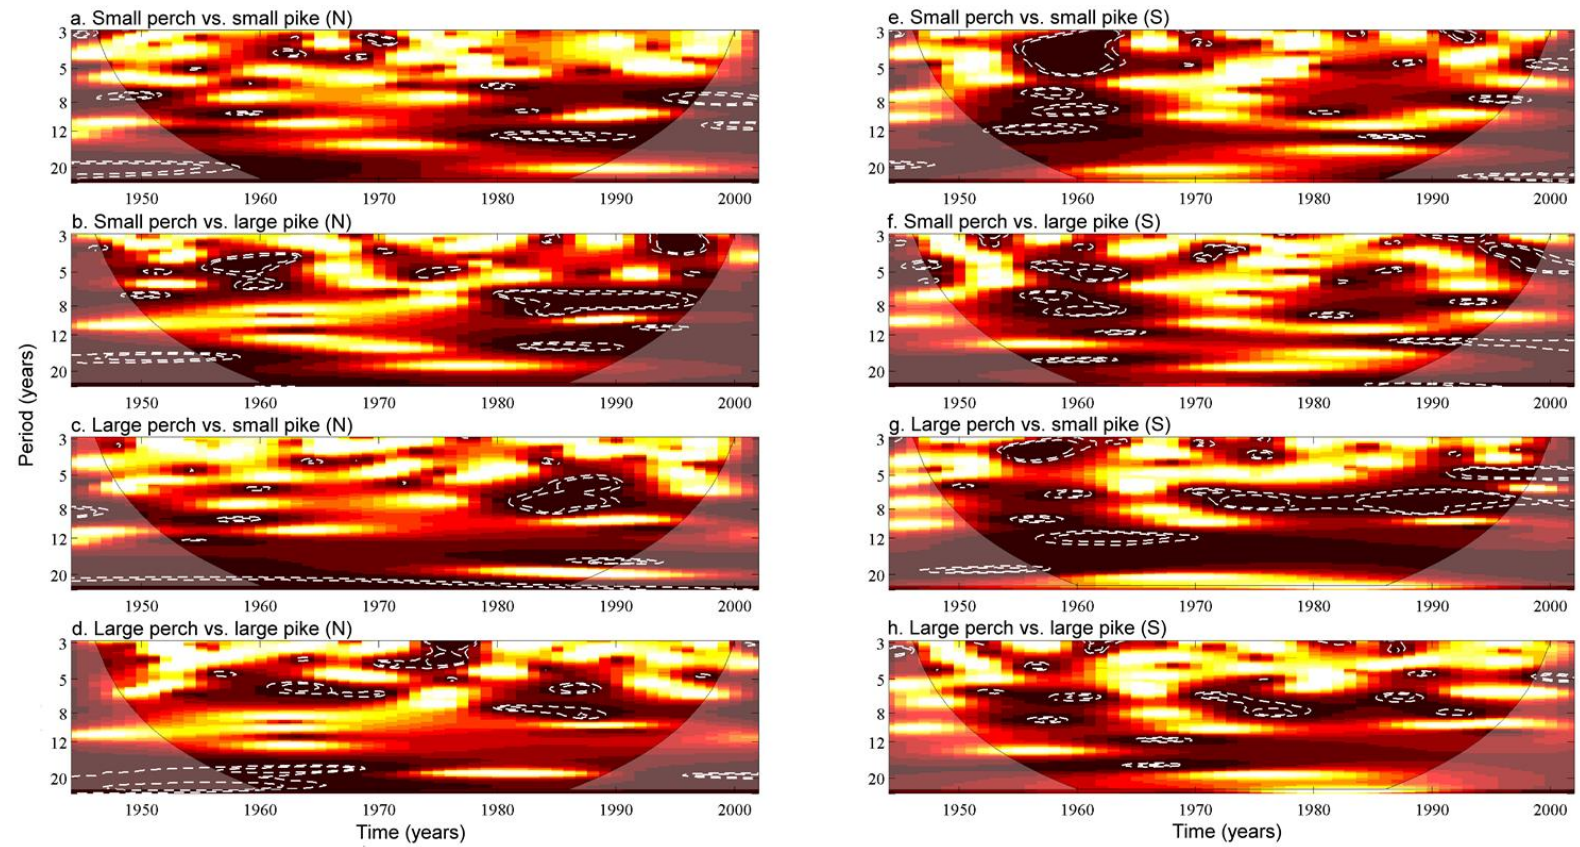 a. Small perch vs. small pike (N)
3
5
8
12
20
1950 1960 1970 1980 1990 2000
b. Small perch vs. large pike (N)
3
5
8
12
20
1950 1960 1970 1980 1990 2000
c. Large perch vs. small pike (N)
3
5
8
12
20
1950 1960 1970 1980 1990 2000
d. Large perch vs. large pike (N)
3
5
8
12
20
1950 1960 1970 1980 1990 2000
Time (years)
Period (years)
e. Small perch vs. small pike (S)
3
5
8
12
20
1950 1960 1970 1980 1990 2000
f. Small perch vs. large pike (S)
3
5
8
12
20
1950 1960 1970 1980 1990 2000
g. Large perch vs. small pike (S)
3
5
8
12
20
1950 1960 1970 1980 1990 2000
h. Large perch vs. large pike (S)
3
5
8
12
20
1950 1960 1970 1980 1990 2000
Time (years)